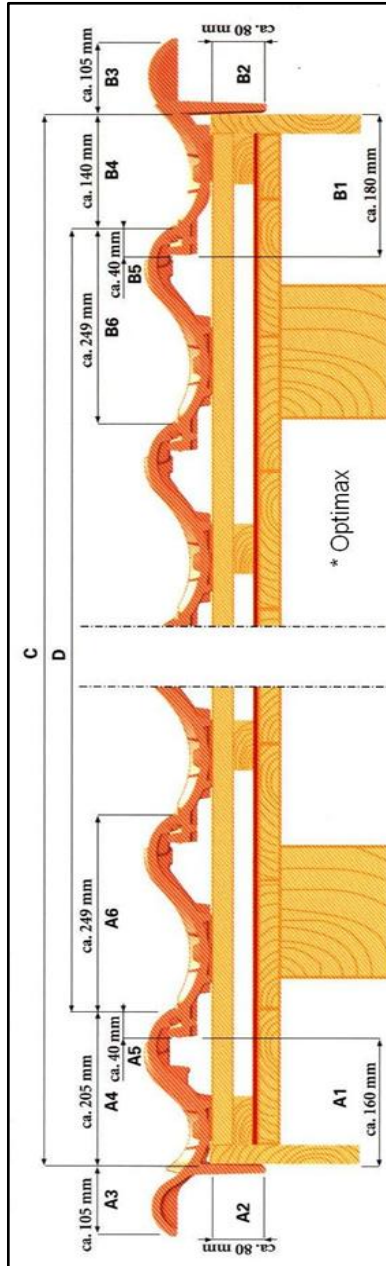 C
D
ca. 105 mm
A3
ca. 205 mm
A4
ca. 40 mm
A5
ca. 249 mm
A6
ca. 249 mm
B6
ca. 40 mm
B5
ca. 140 mm
B4
ca. 105 mm
B3
ca. 80 mm
A2
ca. 160 mm
A1
* Optimax
ca. 180 mm
B1
ca. 80 mm
B2